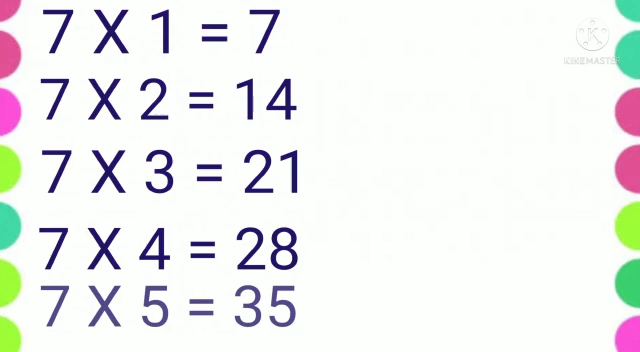 7 X 1 = 7
7 X 2 = 14
7 X 3 = 21
7 X 4 = 28
7 X 5 = 35
K
KINEMASTER